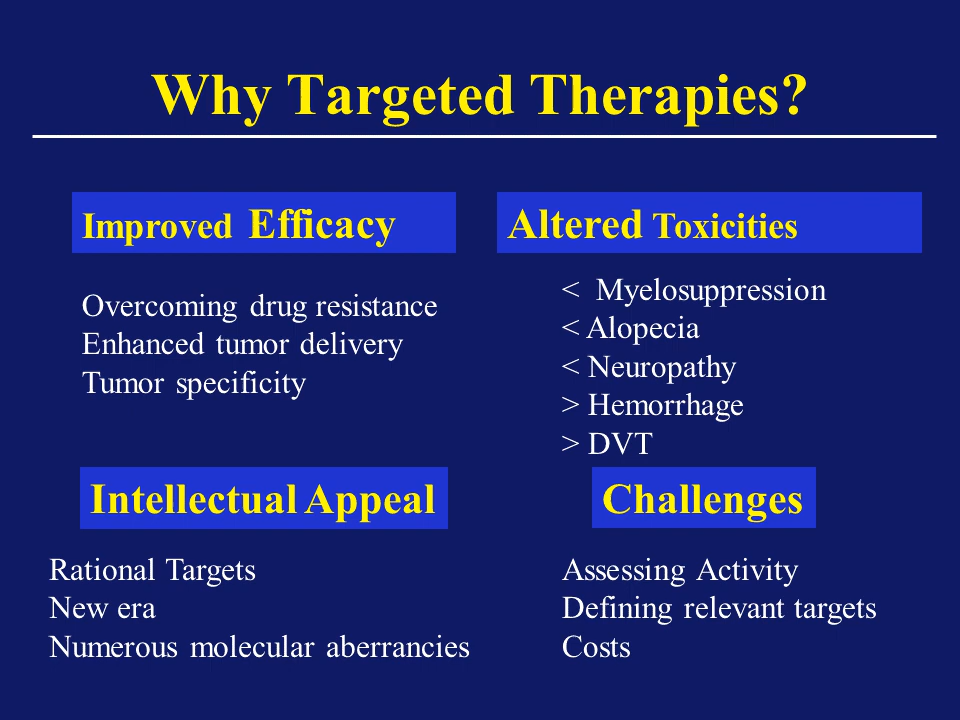 Why Targeted Therapies?
Improved Efficacy
Overcoming drug resistance
Enhanced tumor delivery
Tumor specificity
Altered Toxicities
< Myelosuppression
< Alopecia
< Neuropathy
> Hemorrhage
> DVT
Intellectual Appeal
Rational Targets
New era
Numerous molecular aberrancies
Challenges
Assessing Activity
Defining relevant targets
Costs